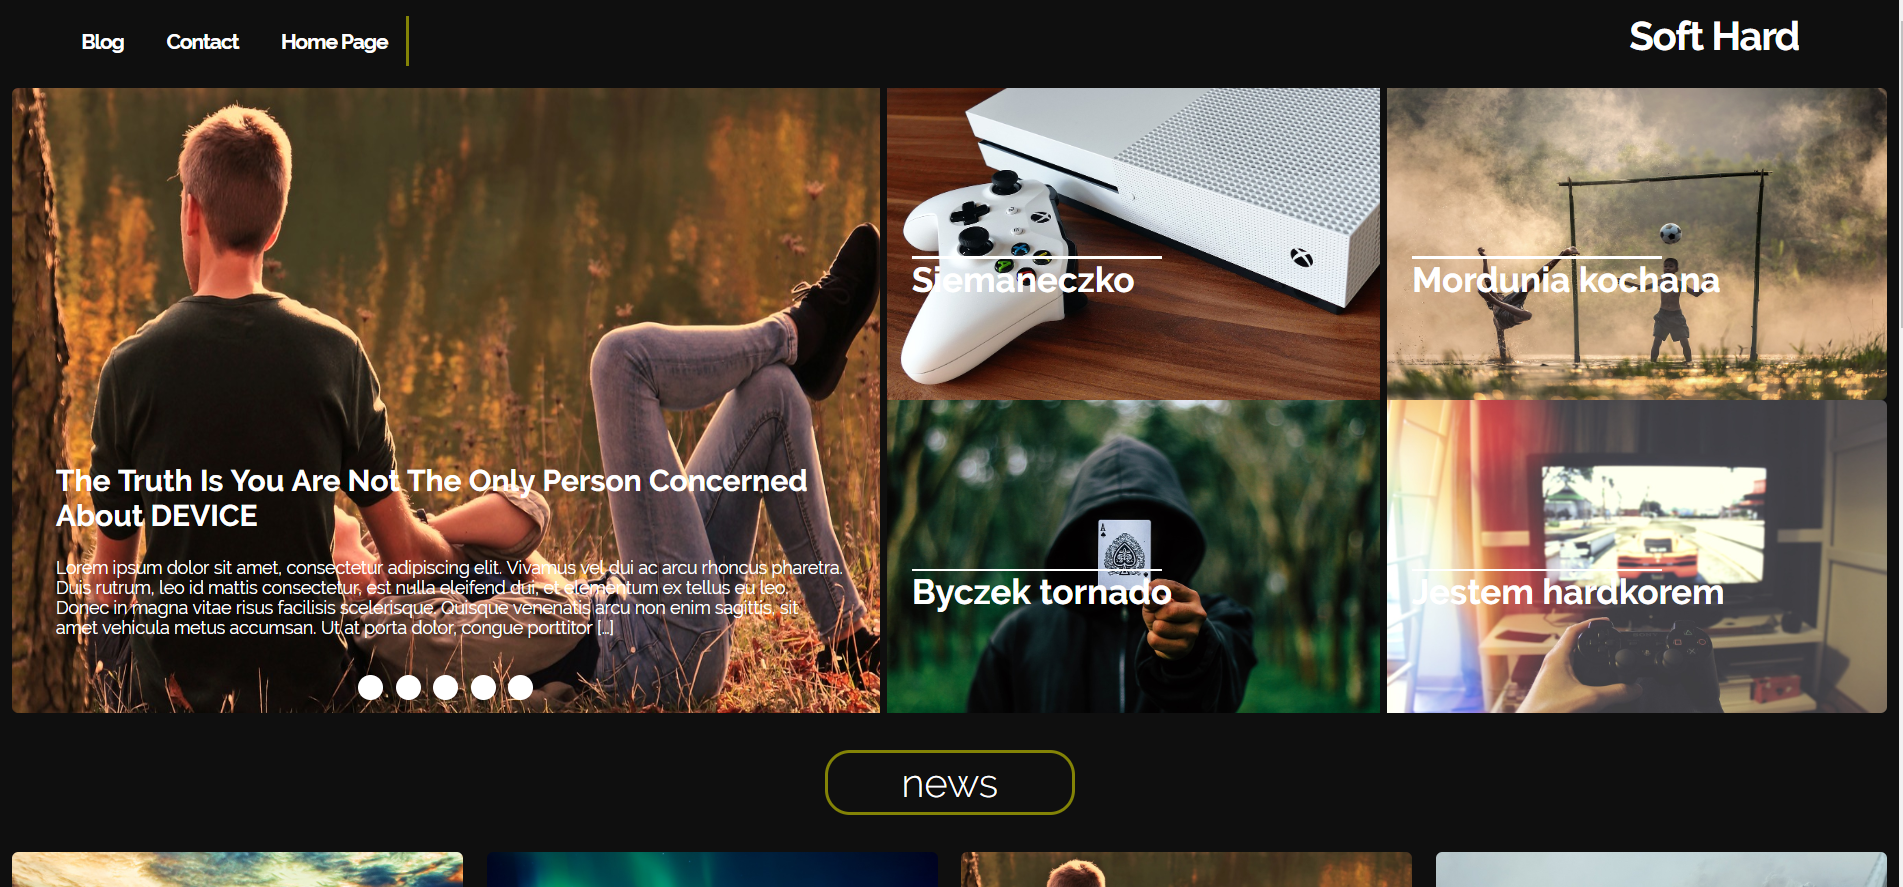 Blog
Contact
Home Page
Soft Hard
The Truth Is You Are Not The Only Person Concerned
About DEVICE
Lorem ipsum dolor sit amet, consectetur adipiscing elit. Vivamus vel dui ac arcu rhoncus pharetra.
Duis rutrum, leo id mattis consectetur, est nulla eleifend dui, et elementum ex tellus eu leo.
Donec in magna vitae risus facilisis scelerisque. Quisque venenatis arcu non enim sagittis, sit
amet vehicula metus accumsan. Ut at porta dolor, congue porttitor [...]
Siemaneczko
Mordunia kochana
A
Byczek tornado
Jestem hardkorem
news